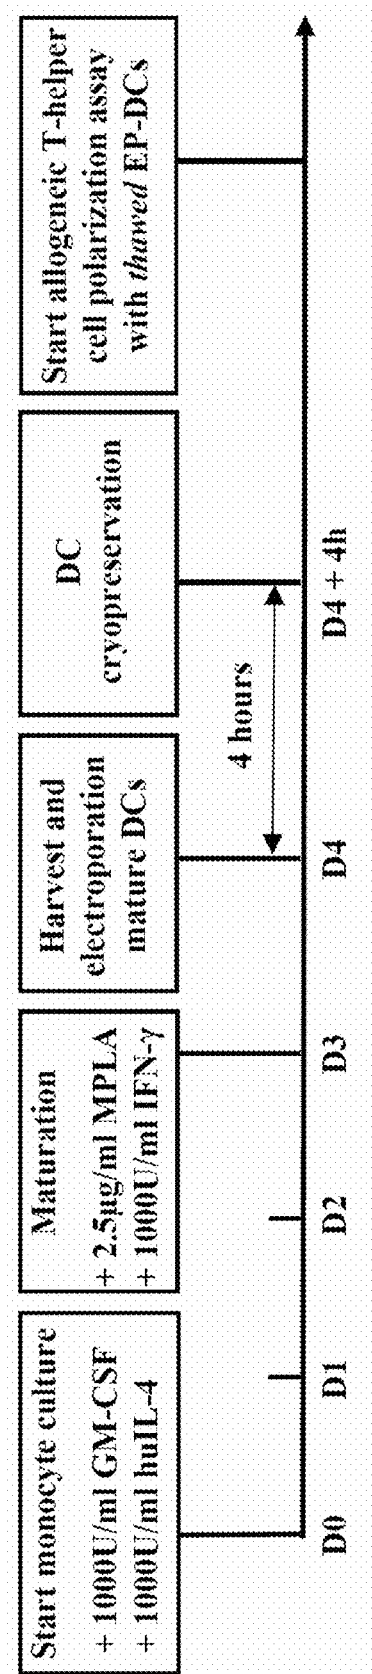 Start monocyte culture
+ 1000U/ml GM-CSF
+ 1000U/ml huIL-4
Maturation
+ 2.5µg/ml MPLA
+ 1000U/ml IFN-γ
Harvest and
electroporation
mature DCs
DC
cryopreservation
Start allogeneic T-helper
cell polarization assay
with thawed EP-DCs
4 hours
D0
D1
D2
D3
D4
D4 + 4h